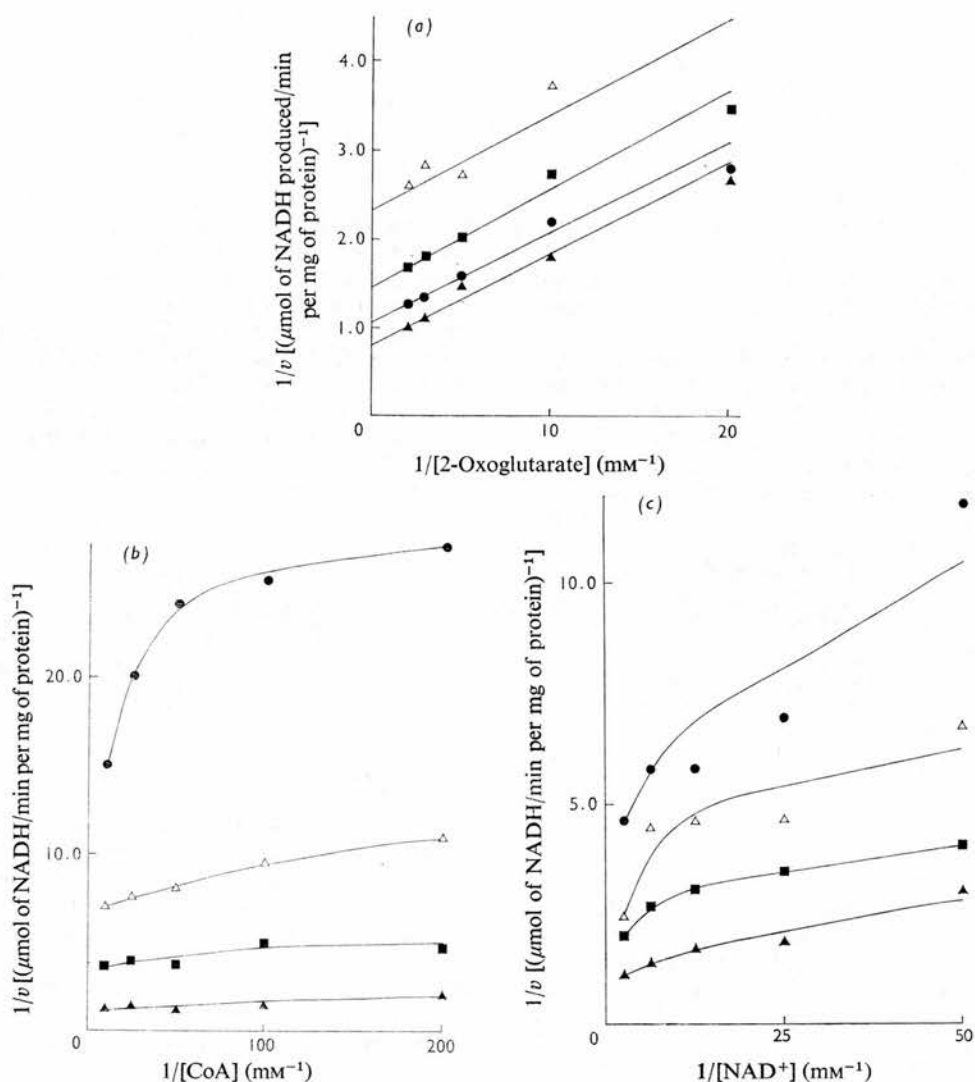 (a)
4.0
3.0
2.0
1.0
0
10
20
1/v [(μmol of NADH produced/min
per mg of protein)⁻¹]
1/[2-Oxoglutarate] (mM⁻¹)
(b)
20.0
10.0
0
100
200
1/v [(μmol of NADH/min per mg of protein)⁻¹]
1/[CoA] (mM⁻¹)
(c)
10.0
5.0
0
25
50
1/v [(μmol of NADH/min per mg of protein)⁻¹]
1/[NAD⁺] (mM⁻¹)